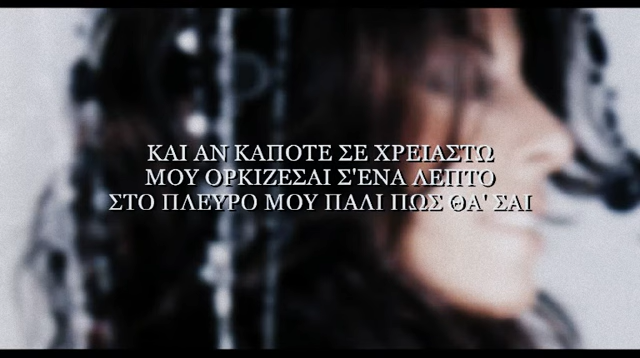 ΚΑΙ ΑΝ ΚΑΠΟΤΕ ΣΕ ΧΡΕΙΑΣΤΩ
ΜΟΥ ΟΡΚΙΖΕΣΑΙ Σ'ΕΝΑ ΛΕΠΤΟ
ΣΤΟ ΠΛΕΥΡΟ ΜΟΥ ΠΑΛΙ ΠΩΣ ΘΑ' ΣΑΙ